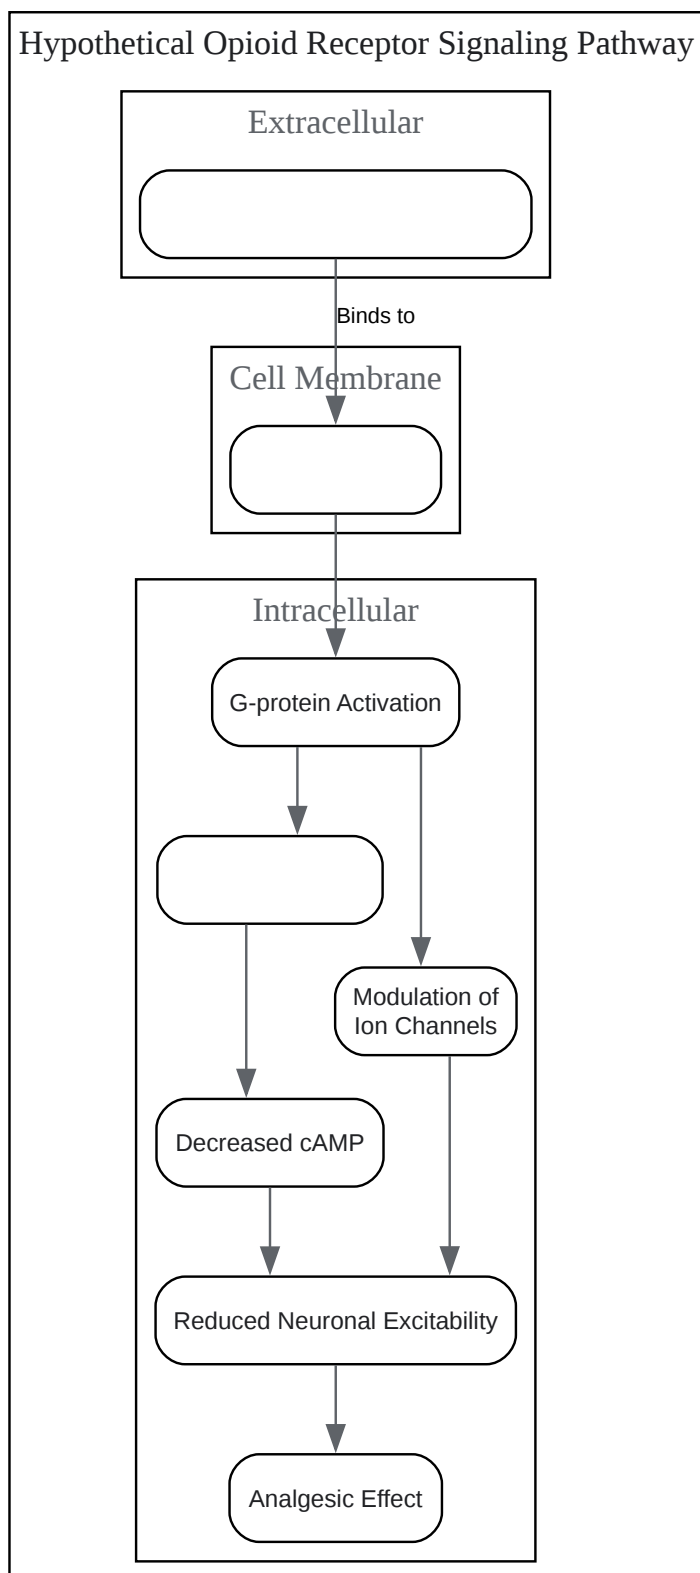 Hypothetical Opioid Receptor Signaling Pathway
Extracellular
Binds to
Cell Membrane
Intracellular
G-protein Activation
Modulation of
Ion Channels
Decreased cAMP
Reduced Neuronal Excitability
Analgesic Effect